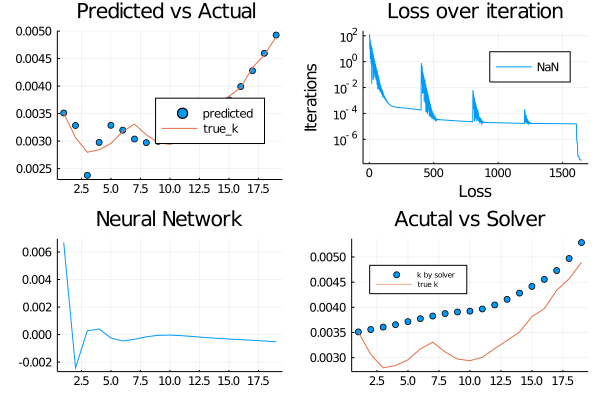 Predicted vs Actual
0.0050
0.0045
0.0040
0.0035
0.0030
0.0025
2.5 5.0 7.5 10.0 12.5 15.0 17.5
predicted
true_k
Loss over iteration
Iterations
10² 
10⁰
10⁻²
10⁻⁴
10⁻⁶
0 500 1000 1500
Loss
NaN
Neural Network
0.006
0.004
0.002
0.000
-0.002
2.5 5.0 7.5 10.0 12.5 15.0 17.5
Acutal vs Solver
0.0050
0.0045
0.0040
0.0035
0.0030
2.5 5.0 7.5 10.0 12.5 15.0 17.5
k by solver
true k